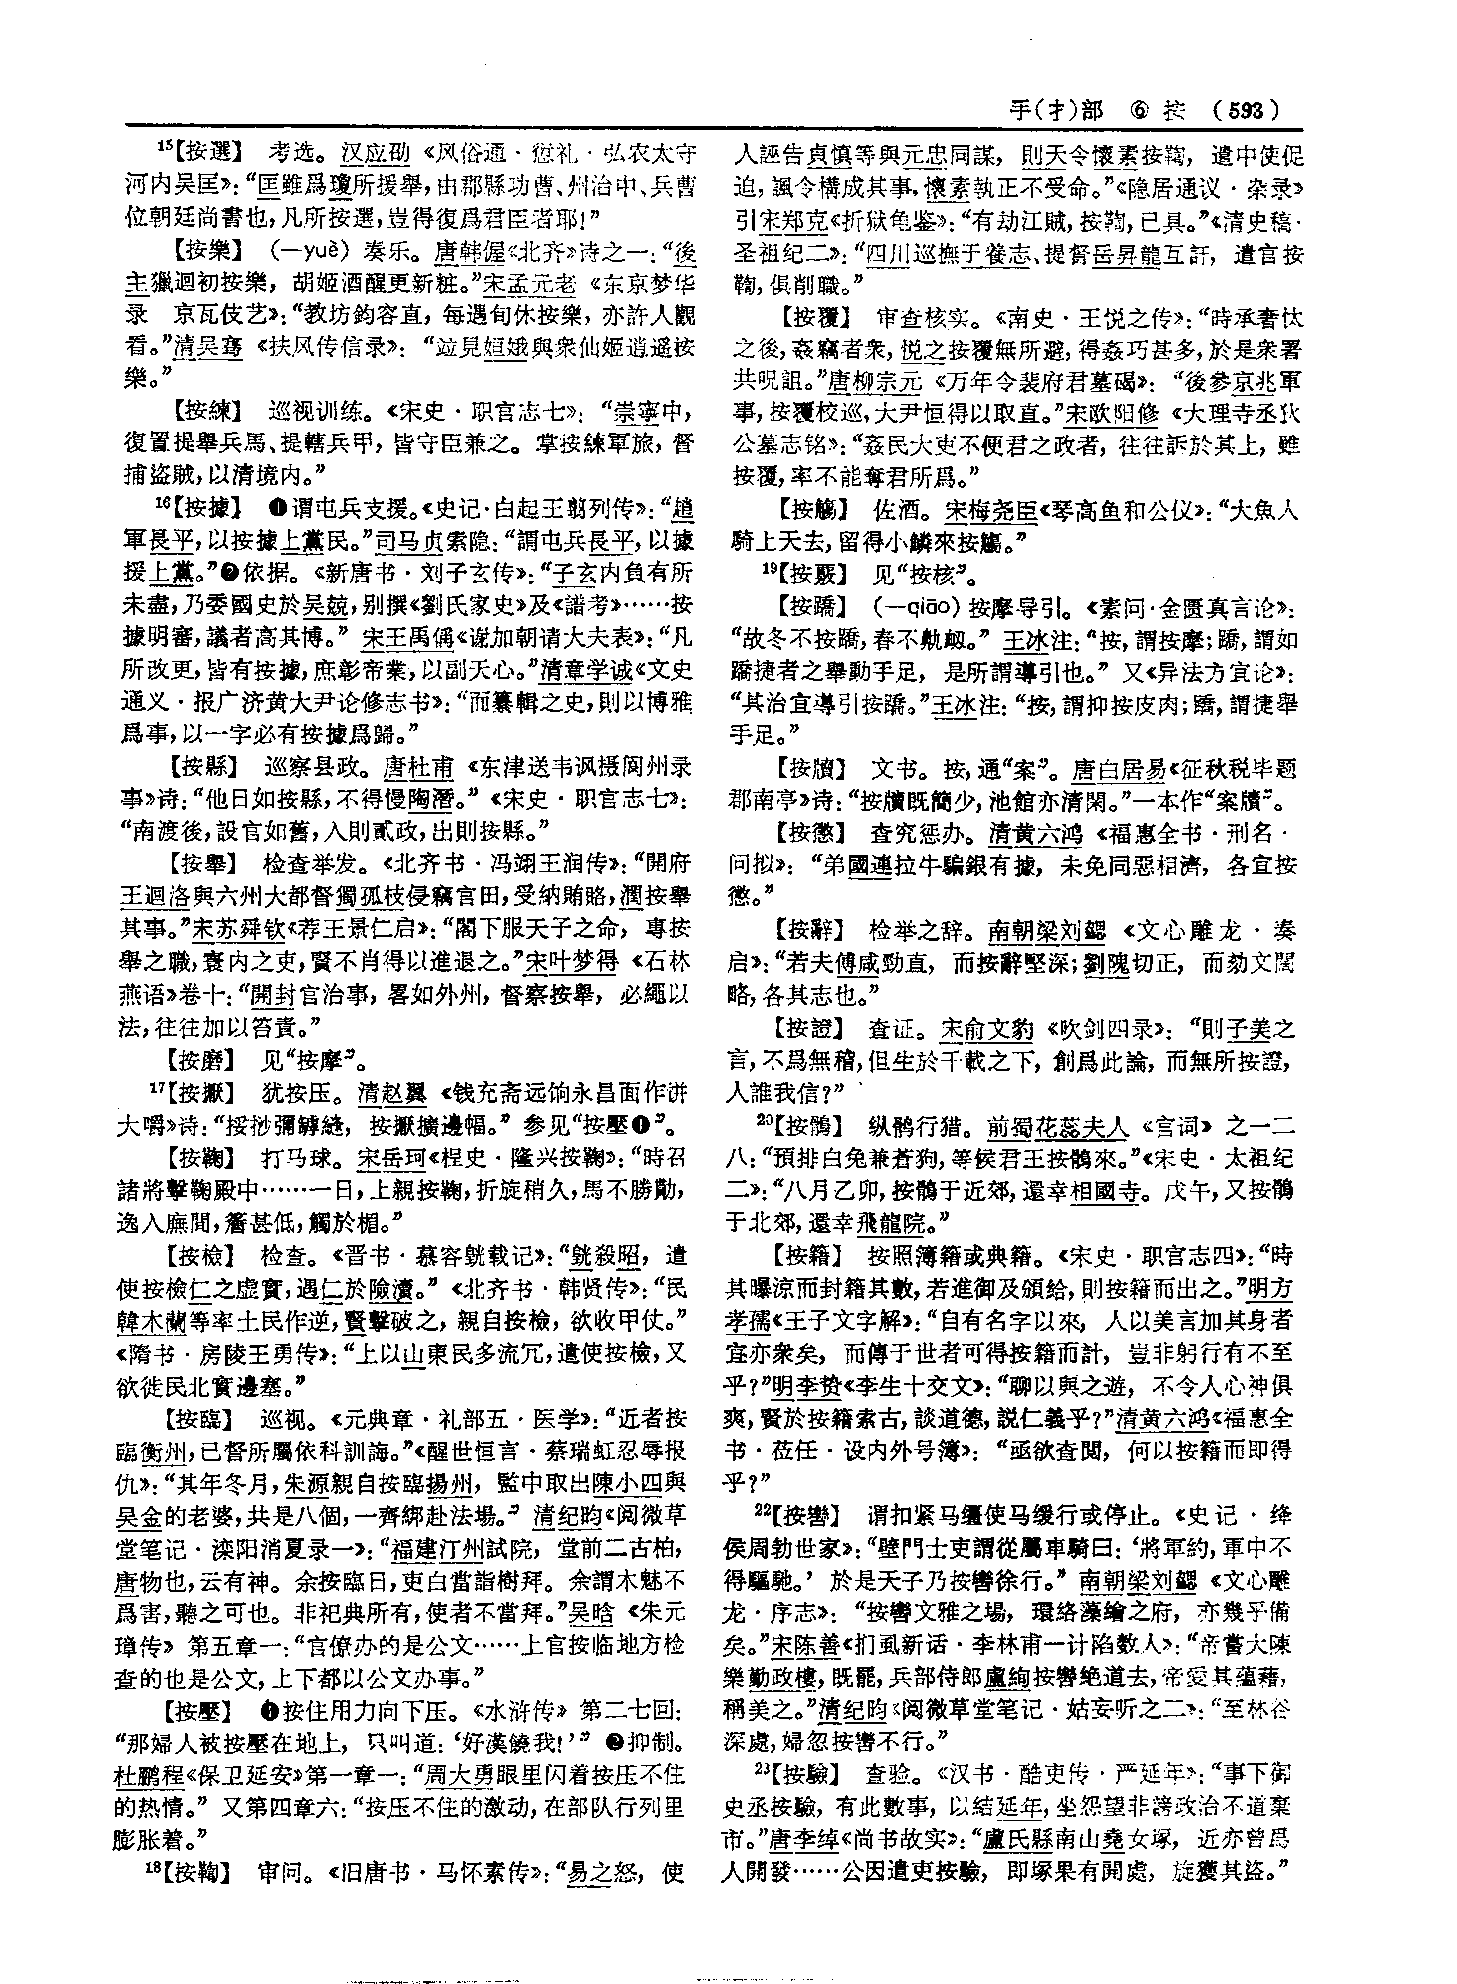 手(扌)部 ⑥ 按 (593)
15【按選】 考选。汉应劭《风俗通·愆礼·弘农太守
河内吴匡》：“匡雖爲瓊所援舉，由郡縣功曹、州治中、兵曹
位朝廷尚書也，凡所按選，豈得復爲君臣者耶！”
【按樂】 (—yuè) 奏乐。唐韩偓《北齐》诗之一：“後
主獵迴初按樂，胡姬酒醒更新粧。”宋孟元老《东京梦华
录 京瓦伎艺》：“教坊鈞容直，每遇旬休按樂，亦許人觀
看。”清吴骞《扶风传信录》：“竝見姮娥與衆仙姬逍遥按
樂。”
【按練】 巡视训练。《宋史·职官志七》：“崇寧中，
復置提舉兵馬、提轄兵甲，皆守臣兼之。掌按練軍旅，督
捕盜賊，以清境内。”
16【按據】 ❶谓屯兵支援。《史记·白起王翦列传》：“趙
軍長平，以按據上黨民。”司马贞索隐：“謂屯兵長平，以據
援上黨。”❷依据。《新唐书·刘子玄传》：“子玄内負有所
未盡，乃委國史於吴兢，别撰《劉氏家史》及《譜考》……按
據明審，議者高其博。” 宋王禹偁《谢加朝请大夫表》：“凡
所改更，皆有按據，庶彰帝業，以副天心。”清章学诚《文史
通义·报广济黄大尹论修志书》：“而纂輯之史，則以博雅
爲事，以一字必有按據爲歸。”
【按縣】 巡察县政。唐杜甫《东津送韦讽摄阆州录
事》诗：“他日如按縣，不得慢陶潛。”《宋史·职官志七》：
“南渡後，設官如舊，入則貳政，出則按縣。”
【按舉】 检查举发。《北齐书·冯翊王润传》：“開府
王迴洛與六州大都督獨孤枝侵竊官田，受納賄賂，潤按舉
其事。”宋苏舜钦《荐王景仁启》：“閣下服天子之命，專按
舉之職，寰内之吏，賢不肖得以進退之。”宋叶梦得《石林
燕语》卷十：“開封官治事，畧如外州，督察按舉，必繩以
法，往往加以笞責。”
【按磨】 见“按摩”。
17【按擫】 犹按压。清赵翼《钱充斋远饷永昌面作饼
大嚼》诗：“挼抄彌罅縫，按擫擴邊幅。” 参见“按壓❶”。
【按鞠】 打马球。宋岳珂《桯史·隆兴按鞠》：“時召
諸將擊鞠殿中……一日，上親按鞠，折旋稍久，馬不勝勩，
逸入廡間，簷甚低，觸於楣。”
【按檢】 检查。《晋书·慕容皝载记》：“皝殺昭，遣
使按檢仁之虚實，遇仁於險瀆。”《北齐书·韩贤传》：“民
韓木蘭等率土民作逆，賢擊破之，親自按檢，欲收甲仗。”
《隋书·房陵王勇传》：“上以山東民多流冗，遣使按檢，又
欲徙民北實邊塞。”
【按臨】 巡视。《元典章·礼部五·医学》：“近者按
臨衡州，已督所屬依科訓誨。”《醒世恒言·蔡瑞虹忍辱报
仇》：“其年冬月，朱源親自按臨揚州，監中取出陳小四與
吴金的老婆，共是八個，一齊綁赴法場。” 清纪昀《阅微草
堂笔记·滦阳消夏录一》：“福建汀州試院，堂前二古柏，
唐物也，云有神。余按臨日，吏白當詣樹拜。余謂木魅不
爲害，聽之可也。非祀典所有，使者不當拜。”吴晗《朱元
璋传》第五章一：“官僚办的是公文……上官按临地方检
查的也是公文，上下都以公文办事。”
【按壓】 ❶按住用力向下压。《水浒传》第二七回：
“那婦人被按壓在地上，只叫道：‘好漢饒我！’” ❷抑制。
杜鹏程《保卫延安》第一章一：“周大勇眼里闪着按压不住
的热情。” 又第四章六：“按压不住的激动，在部队行列里
膨胀着。”
18【按鞫】 审问。《旧唐书·马怀素传》：“易之怒，使
人誣告貞慎等與元忠同謀，則天令懷素按鞫，遣中使促
迫，諷令構成其事，懷素執正不受命。”《隐居通议·杂录》
引宋郑克《折狱龟鉴》：“有劫江賊，按鞫，已具。”《清史稿·
圣祖纪二》：“四川巡撫于養志、提督岳昇龍互訐，遣官按
鞫，俱削職。”
【按覆】 审查核实。《南史·王悦之传》：“時承奢忲
之後，姦竊者衆，悦之按覆無所避，得姦巧甚多，於是衆署
共呪詛。”唐柳宗元《万年令裴府君墓碣》：“後參京兆軍
事，按覆校巡，大尹恒得以取直。”宋欧阳修《大理寺丞狄
公墓志铭》：“姦民大吏不便君之政者，往往訴於其上，雖
按覆，率不能奪君所爲。”
【按觴】 佐酒。宋梅尧臣《琴高鱼和公仪》：“大魚人
騎上天去，留得小鱗來按觴。”
19【按覈】 见“按核”。
【按蹻】 (—qiāo) 按摩导引。《素问·金匮真言论》：
“故冬不按蹻，春不鼽衂。” 王冰注：“按，謂按摩；蹻，謂如
蹻捷者之舉動手足，是所謂導引也。” 又《异法方宜论》：
“其治宜導引按蹻。”王冰注：“按，謂抑按皮肉；蹻，謂捷舉
手足。”
【按牘】 文书。按，通“案”。唐白居易《征秋税毕题
郡南亭》诗：“按牘既簡少，池館亦清閑。”一本作“案牘”。
【按懲】 查究惩办。清黄六鸿《福惠全书·刑名·
问拟》：“弟國連拉牛騙銀有據，未免同惡相濟，各宜按
懲。”
【按辭】 检举之辞。南朝梁刘勰《文心雕龙·奏
启》：“若夫傅咸勁直，而按辭堅深；劉隗切正，而劾文闊
略，各其志也。”
【按證】 查证。宋俞文豹《吹剑四录》：“則子美之
言，不爲無稽，但生於千載之下，創爲此論，而無所按證，
人誰我信？”
20【按鶻】 纵鹘行猎。前蜀花蕊夫人《宫词》之一二
八：“預排白兔兼蒼狗，等候君王按鶻來。”《宋史·太祖纪
二》：“八月乙卯，按鶻于近郊，還幸相國寺。戊午，又按鶻
于北郊，還幸飛龍院。”
【按籍】 按照簿籍或典籍。《宋史·职官志四》：“時
其曝涼而封籍其數，若進御及頒給，則按籍而出之。”明方
孝孺《王子文字解》：“自有名字以來，人以美言加其身者
宜亦衆矣，而傳于世者可得按籍而計，豈非躬行有不至
乎？”明李贽《李生十交文》：“聊以與之遊，不令人心神俱
爽，賢於按籍索古，談道德，説仁義乎？”清黄六鸿《福惠全
书·莅任·设内外号簿》：“亟欲查閲，何以按籍而即得
乎？”
22【按轡】 谓扣紧马缰使马缓行或停止。《史记·绛
侯周勃世家》：“壁門士吏謂從屬車騎曰：‘將軍約，軍中不
得驅馳。’ 於是天子乃按轡徐行。” 南朝梁刘勰《文心雕
龙·序志》：“按轡文雅之場，環絡藻繪之府，亦幾乎備
矣。”宋陈善《扪虱新话·李林甫一计陷数人》：“帝嘗大陳
樂勤政樓，既罷，兵部侍郎盧絢按轡绝道去，帝愛其蘊藉，
稱美之。”清纪昀《阅微草堂笔记·姑妄听之二》：“至林谷
深處，婦忽按轡不行。”
23【按驗】 查验。《汉书·酷吏传·严延年》：“事下御
史丞按驗，有此數事，以結延年，坐怨望非謗政治不道棄
市。”唐李绰《尚书故实》：“盧氏縣南山堯女塚，近亦曾爲
人開發……公因遣吏按驗，即塚果有開處，旋獲其盜。”